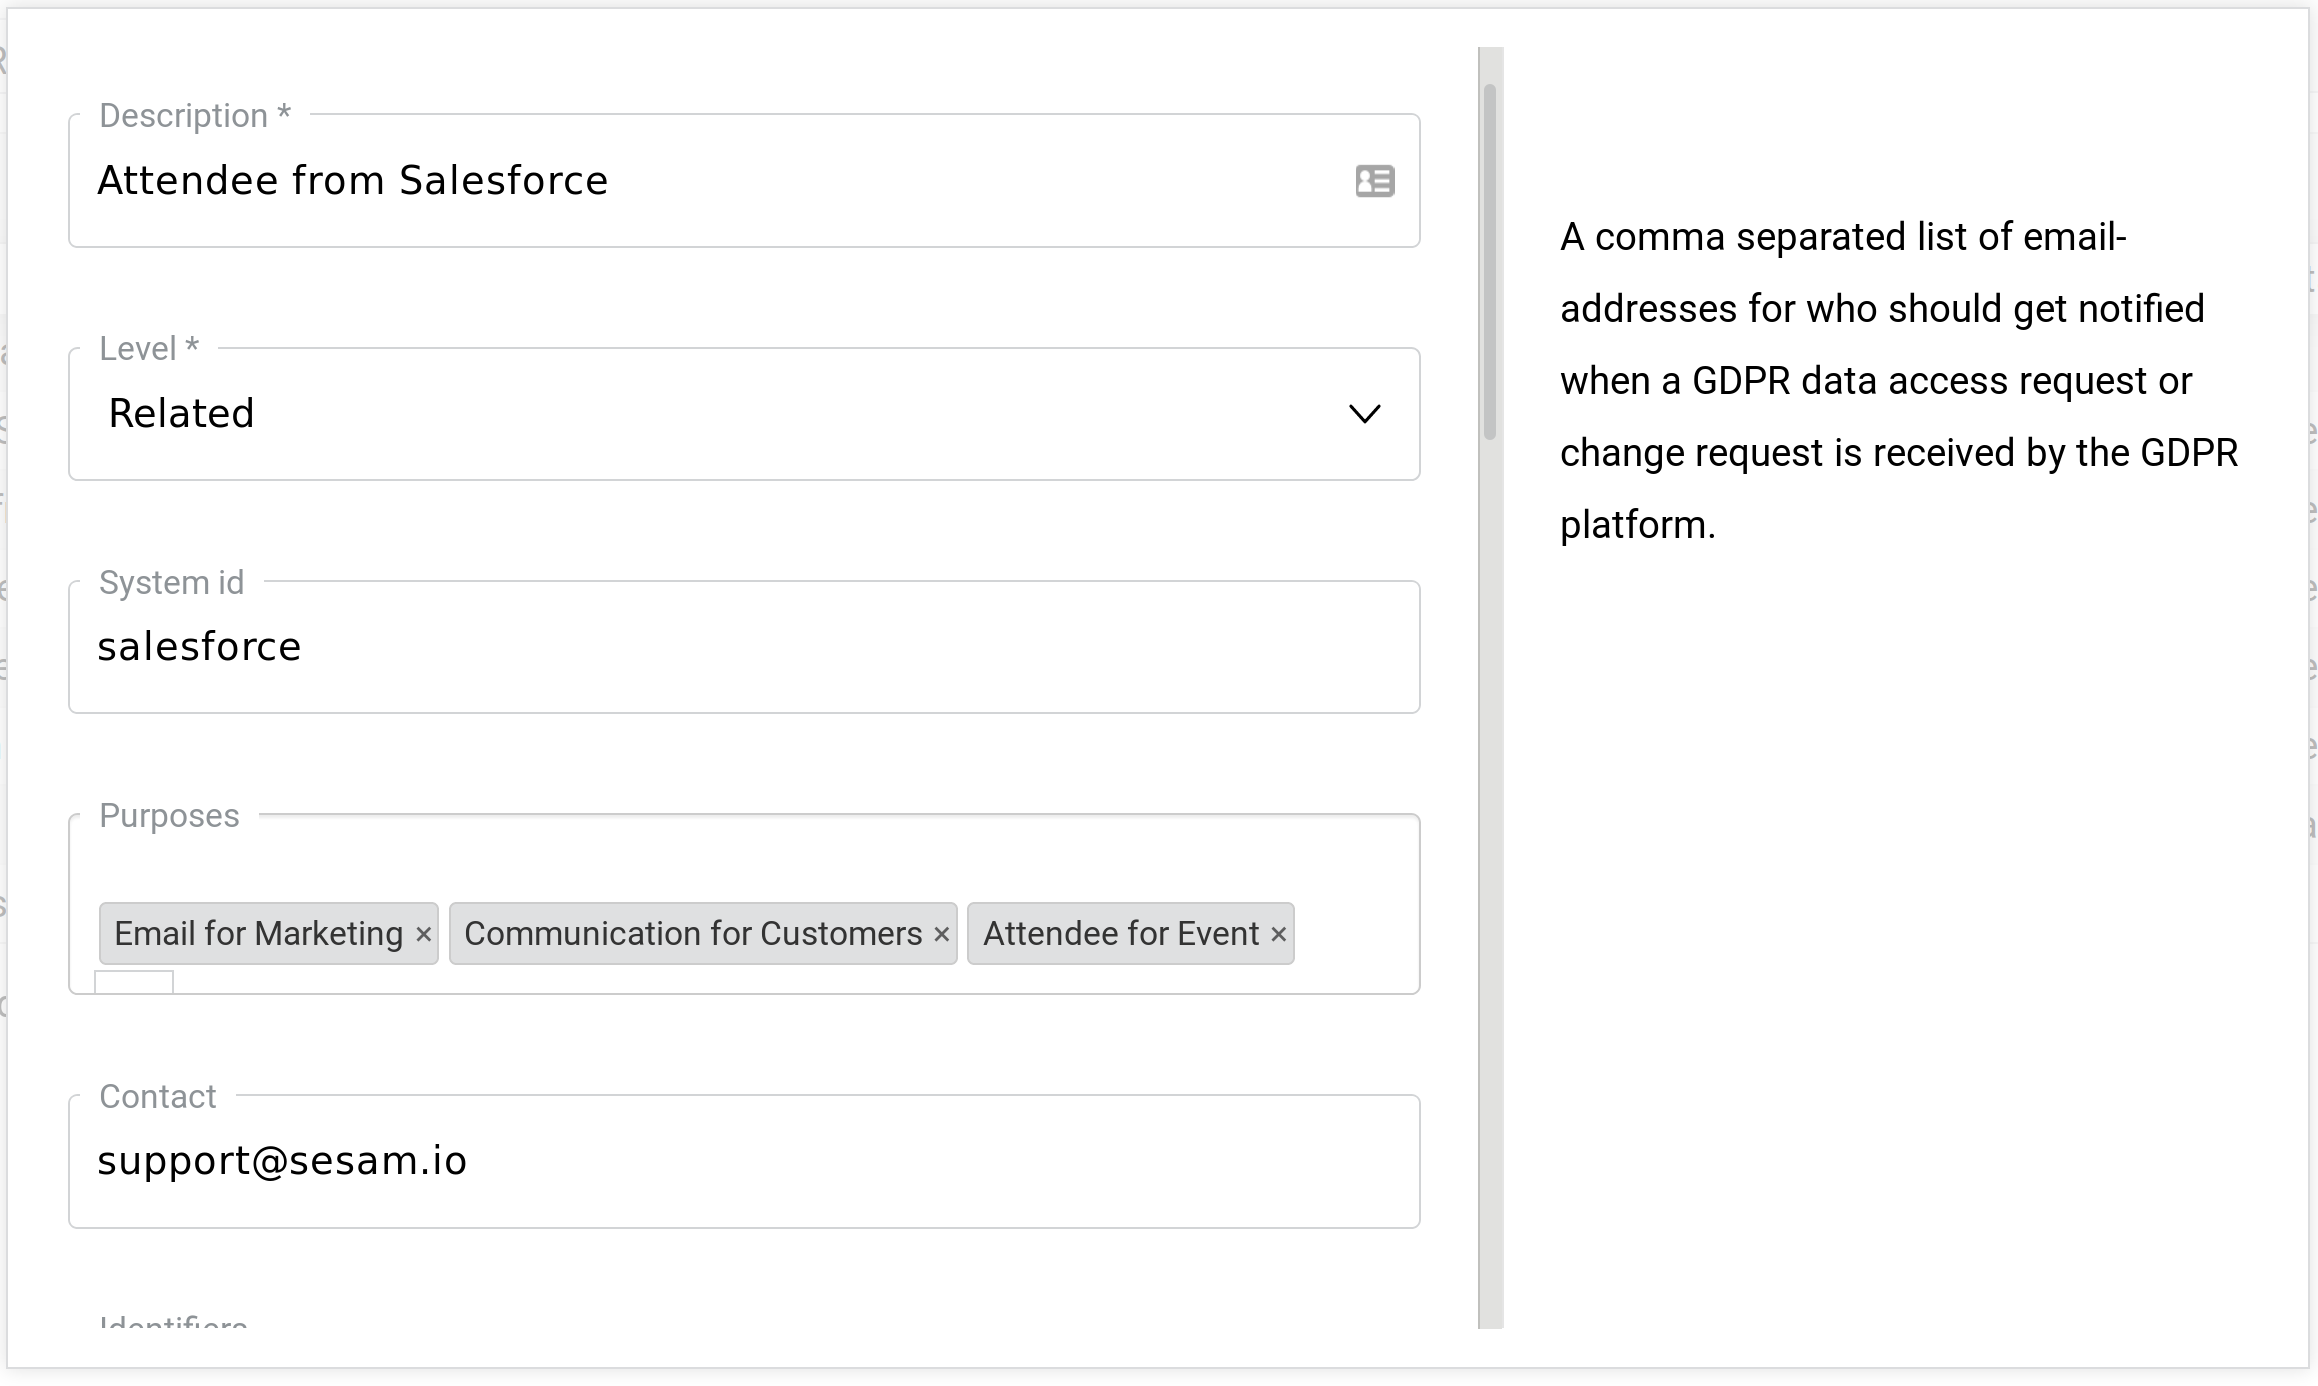 Description *
Attendee from Salesforce
Level *
Related
System id
salesforce
Purposes
Email for Marketing × Communication for Customers × Attendee for Event ×
Contact
support@sesam.io
Identifiers
A comma separated list of email-
addresses for who should get notified
when a GDPR data access request or
change request is received by the GDPR
platform.